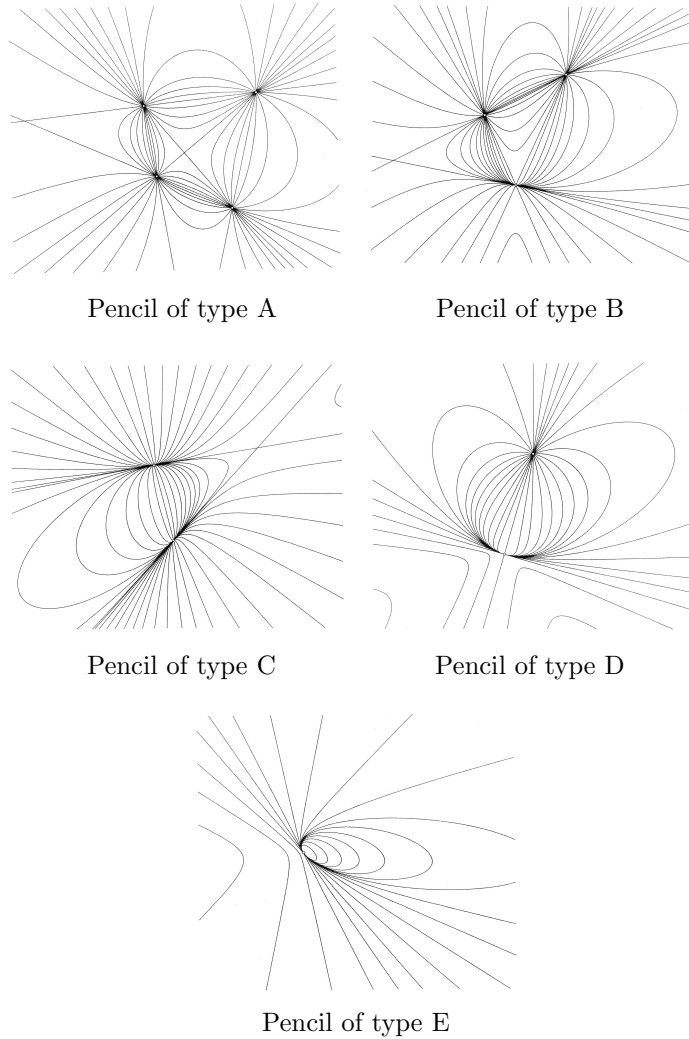 Pencil of type A
Pencil of type B
Pencil of type C
Pencil of type D
Pencil of type E